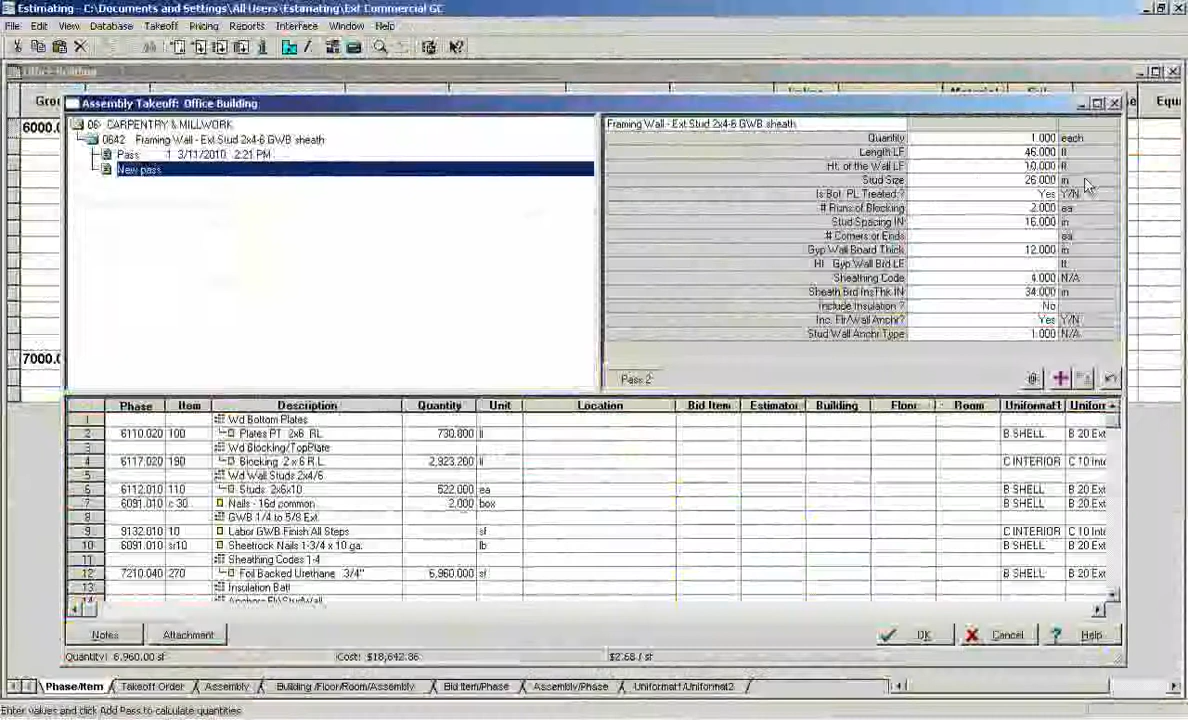 Estimating - C:\Documents and Settings\All Users\Estimating\Ext Commercial GC
File Edit View Database Takeoff Pricing Reports Interface Window Help
Office Building
Grou Equi
Assembly Takeoff: Office Building
6000.0
06 CARPENTRY & MILLWORK
0642 Framing Wall - Ext Stud 2x4-6 GWB sheath
Pass 1 3/11/2010 2:21 PM
New pass
Framing Wall - Ext Stud 2x4-6 GWB sheath
Quantity 1.000 each
Length LF 46.000 ft
Ht. of the Wall LF 10.000 ft
Stud Size 26.000 in
Is Bot PL Treated ? Yes Y/N
# Runs of Blocking 2.000 ea
Stud Spacing IN 16.000 in
# Corners or Ends ea
Gyp Wall Board Thick 12.000 in
Ht Gyp Wall Brd LF ft
Sheathing Code 4.000 N/A
Sheath Brd InsThk IN 34.000 in
Include Insulation ? No
Inc. Flr/Wall Anchr? Yes Y/N
Stud Wall Anchr Type 1.000 N/A
7000.0
Pass 2
Phase Item Description Quantity Unit Location Bid Item Estimator Building Floor Room Uniformat1 Uniforn
1 Wd Bottom Plates
2 6110.020 100 Plates PT 2x6 RL 730.800 lf B SHELL B 20 Ext
3 Wd Blocking/TopPlate
4 6117.020 190 Blocking 2 x 6 R.L. 2,923.200 lf C INTERIOR C 10 Inte
5 Wd Wall Studs 2x4/6
6 6112.010 110 Studs 2x6x10 522.000 ea B SHELL B 20 Ext
7 6091.010 c 30 Nails - 16d common 2.000 box B SHELL B 20 Ext
8 GWB 1/4 to 5/8 Ext.
9 9132.010 10 Labor GWB Finish All Steps sf C INTERIOR C 10 Inte
10 6091.010 sr10 Sheetrock Nails 1-3/4 x 10 ga. lb B SHELL B 20 Ext
11 Sheathing Codes 1-4
12 7210.040 270 Foil Backed Urethane 3/4" 6,960.000 sf B SHELL B 20 Ext
13 Insulation Batt
14
Notes Attachment OK Cancel Help
Quantity: 6,960.00 sf Cost: $18,642.86 $2.68 / sf
Phase/Item Takeoff Order Assembly Building /Floor/Room/Assembly Bid Item/Phase Assembly/Phase Uniformat1/Uniformat2
Enter values and click Add Pass to calculate quantities